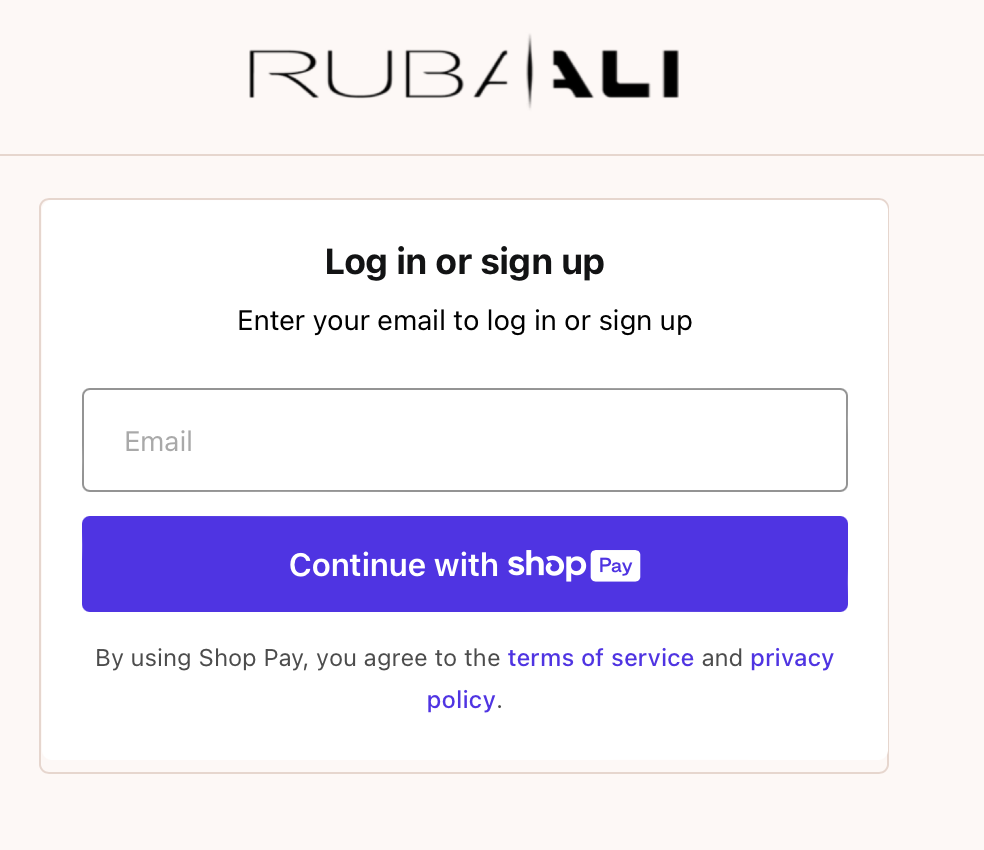 RUBA ALI
Log in or sign up
Enter your email to log in or sign up
Email
Continue with shop Pay
By using Shop Pay, you agree to the terms of service and privacy
policy.